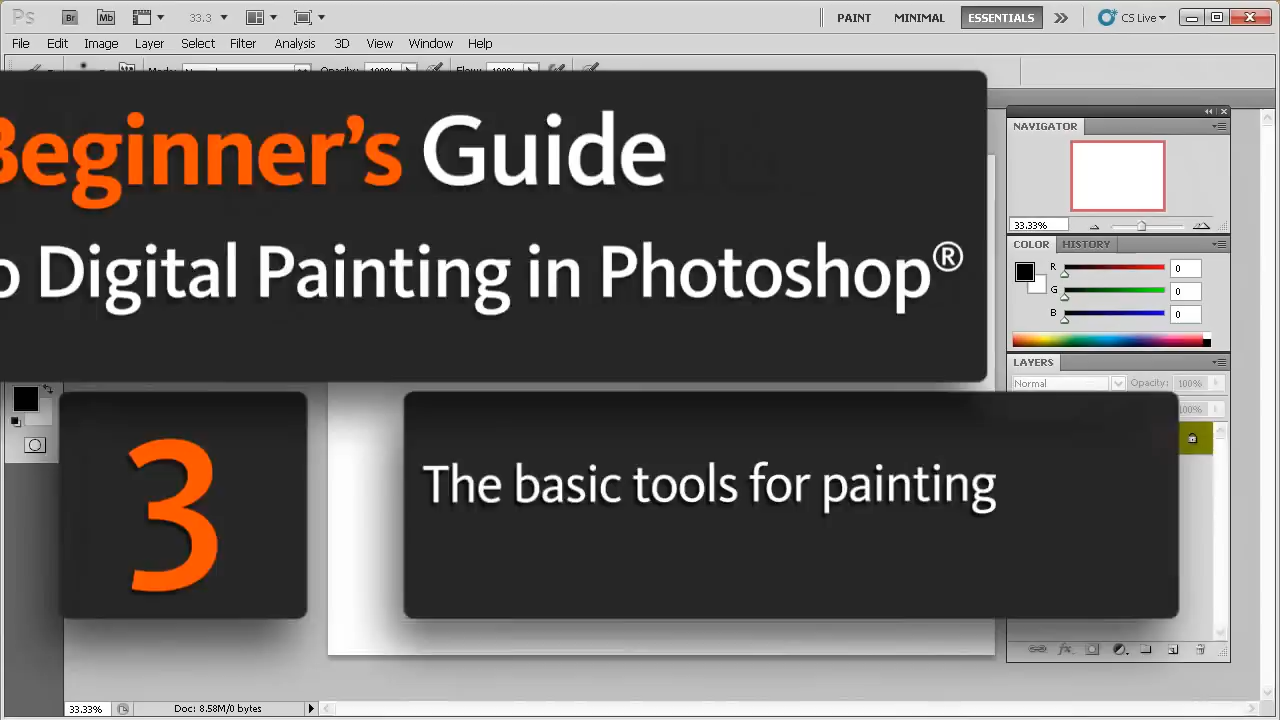 Ps Br Mb 33.3 PAINT MINIMAL ESSENTIALS CS Live
File Edit Image Layer Select Filter Analysis 3D View Window Help
Beginner's Guide
o Digital Painting in Photoshop®
3
The basic tools for painting
NAVIGATOR
33.33%
COLOR HISTORY
R 0
G 0
B 0
LAYERS
Normal Opacity: 100%
100%
33.33% Doc: 8.58M/0 bytes